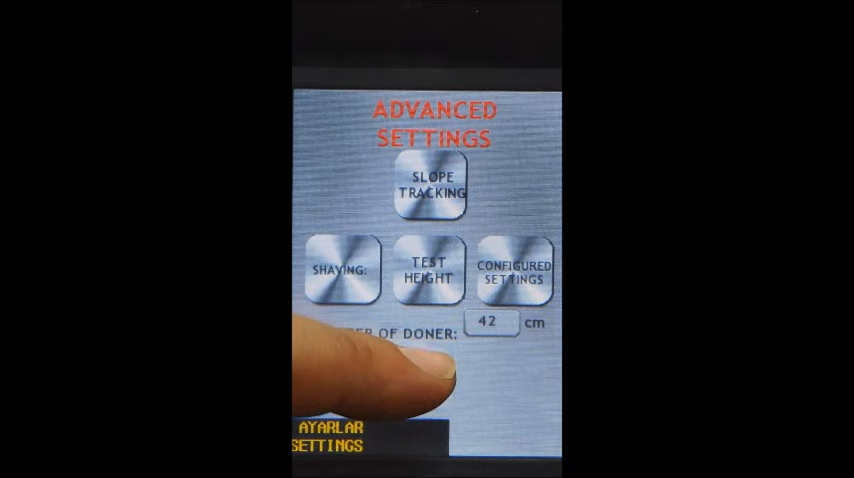 ADVANCED
SETTINGS
SLOPE
TRACKING
SHAVING:
TEST
HEIGHT
CONFIGURED
SETTINGS
OF DONER: 42 cm
AYARLAR
SETTINGS